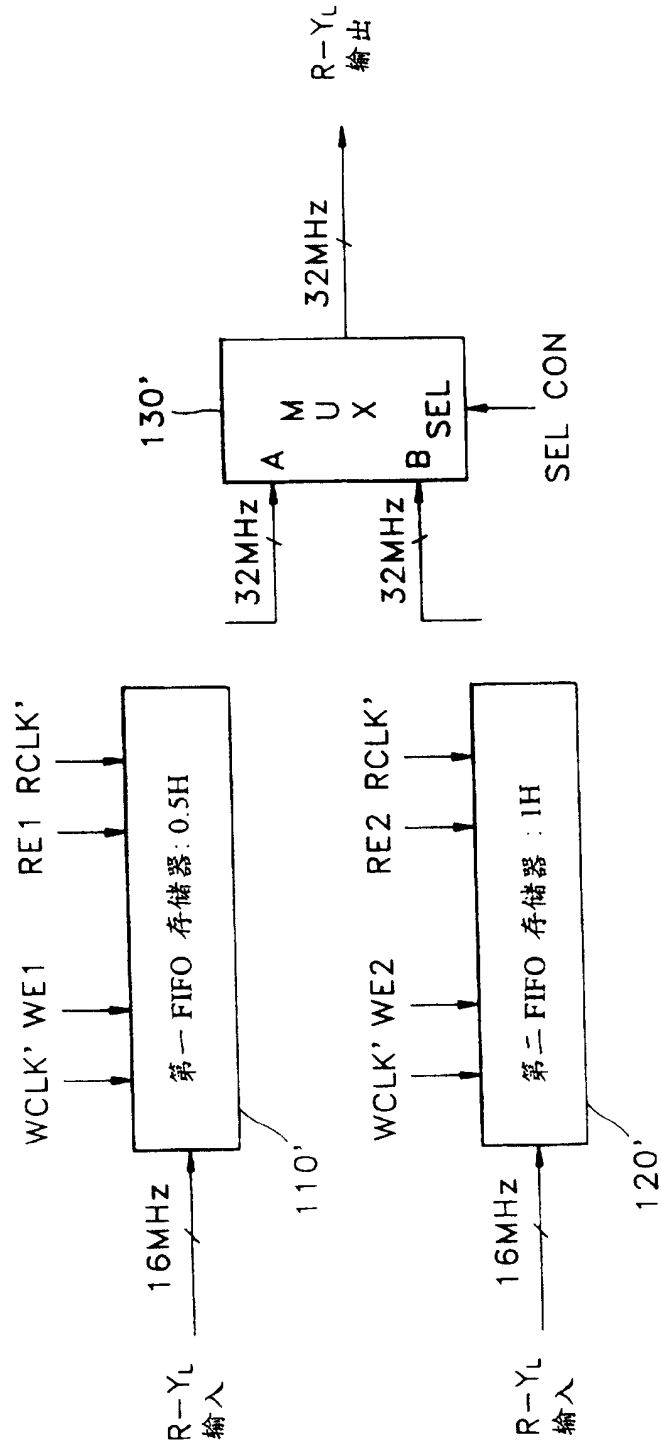 R-YL
输入
16MHz
WCLK' WE1
RE1 RCLK'
第一 FIFO 存储器: 0.5H
110'
R-YL
输入
16MHz
WCLK' WE2
RE2 RCLK'
第二 FIFO 存储器 : 1H
120'
32MHz
32MHz
130'
A
B
MUX
SEL
SEL CON
32MHz
R-YL
输出